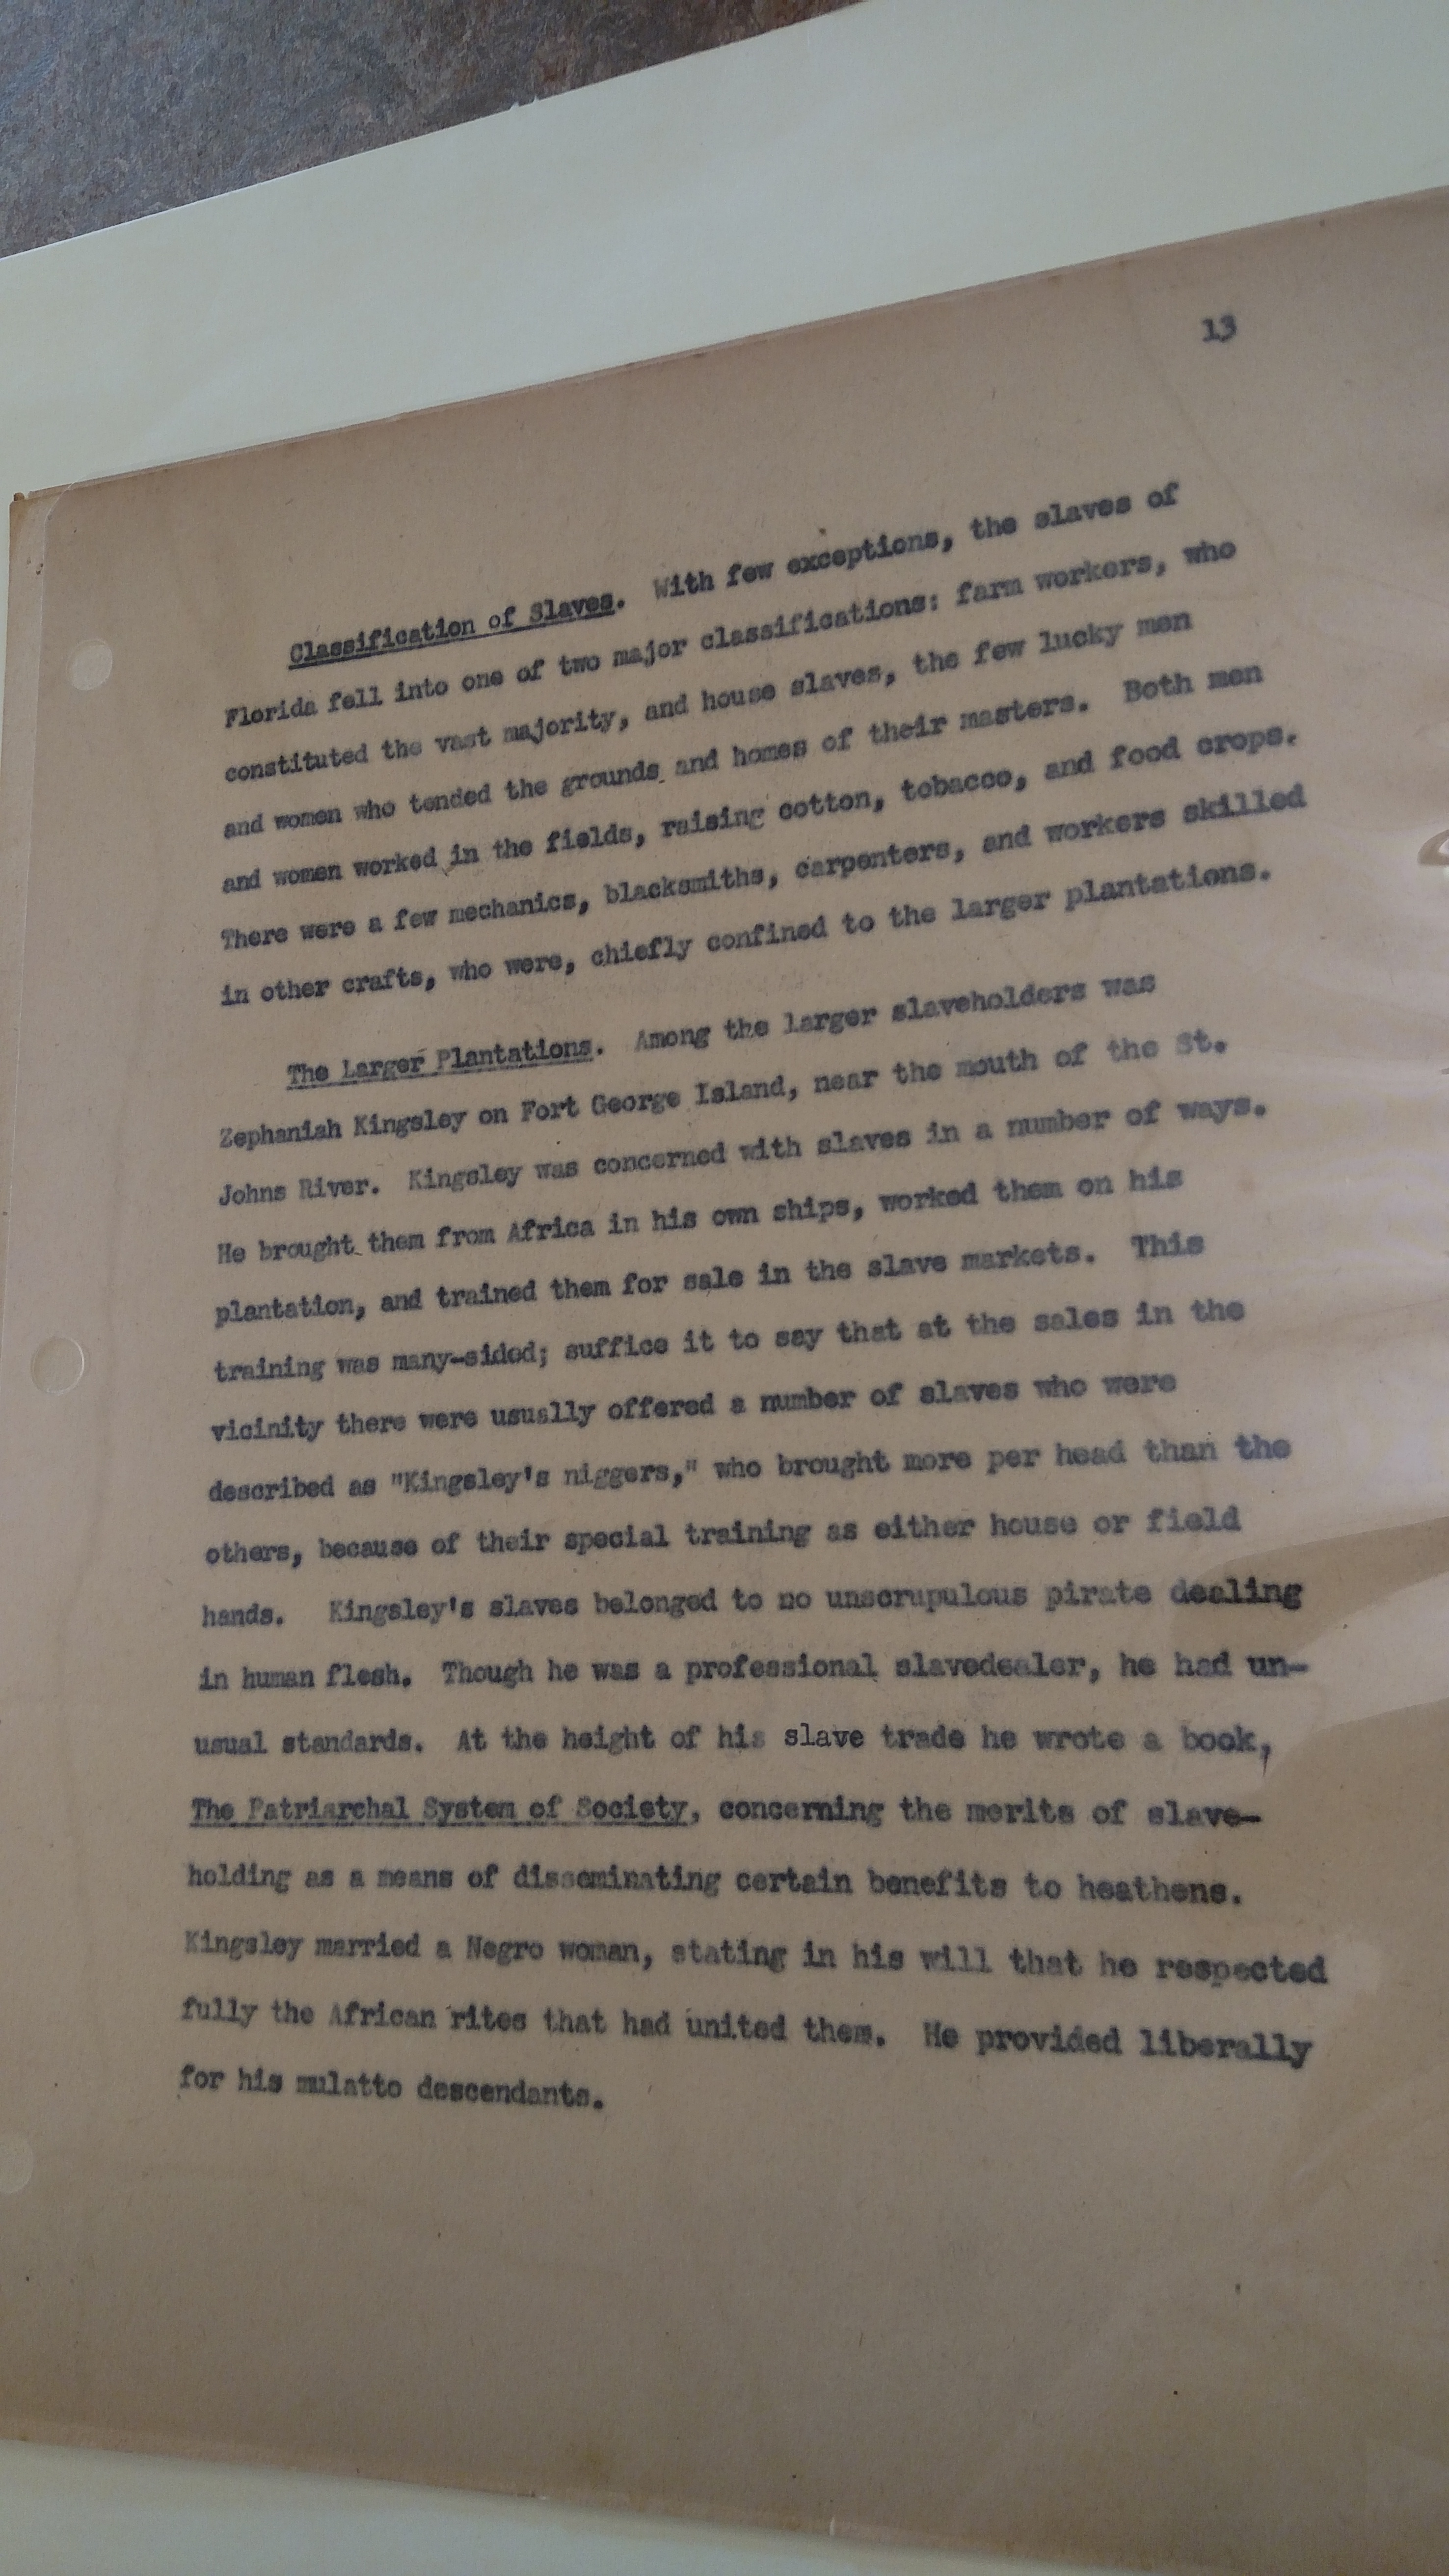 13
Classification of Slaves. With few exceptions, the slaves of
Florida fell into one of two major classifications: farm workers, who
constituted the vast majority, and house slaves, the few lucky men
and women who tended the grounds and homes of their masters. Both men
and women worked in the fields, raising cotton, tobacco, and food crops.
There were a few mechanics, blacksmiths, carpenters, and workers skilled
in other crafts, who were, chiefly confined to the larger plantations.
The Larger Plantations. Among the larger slaveholders was
Zephaniah Kingsley on Fort George Island, near the mouth of the St.
Johns River. Kingsley was concerned with slaves in a number of ways.
He brought them from Africa in his own ships, worked them on his
plantation, and trained them for sale in the slave markets. This
training was many-sided; suffice it to say that at the sales in the
vicinity there were usually offered a number of slaves who were
described as "Kingsley's niggers," who brought more per head than the
others, because of their special training as either house or field
hands. Kingsley's slaves belonged to no unscrupulous pirate dealing
in human flesh. Though he was a professional slavedealer, he had un-
usual standards. At the height of his slave trade he wrote a book,
The Patriarchal System of Society, concerning the merits of slave-
holding as a means of disseminating certain benefits to heathens.
Kingsley married a Negro woman, stating in his will that he respected
fully the African rites that had united them. He provided liberally
for his mulatto descendants.